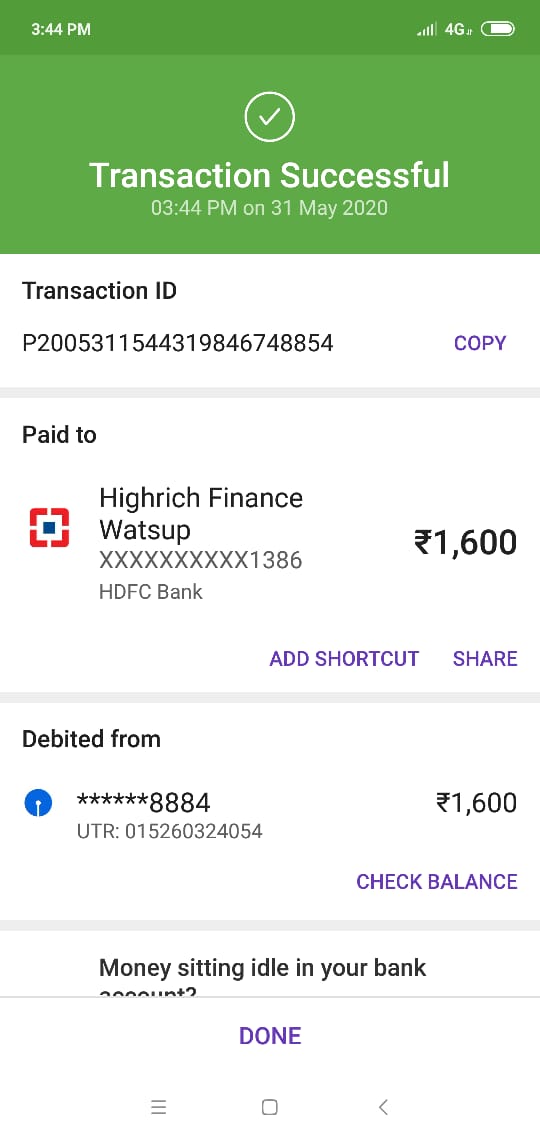 3:44 PM 4G
Transaction Successful
03:44 PM on 31 May 2020
Transaction ID
P2005311544319846748854 COPY
Paid to
Highrich Finance
Watsup
₹1,600
XXXXXXXXXX1386
HDFC Bank
ADD SHORTCUT SHARE
Debited from
******8884 ₹1,600
UTR: 015260324054
CHECK BALANCE
Money sitting idle in your bank
account?
DONE